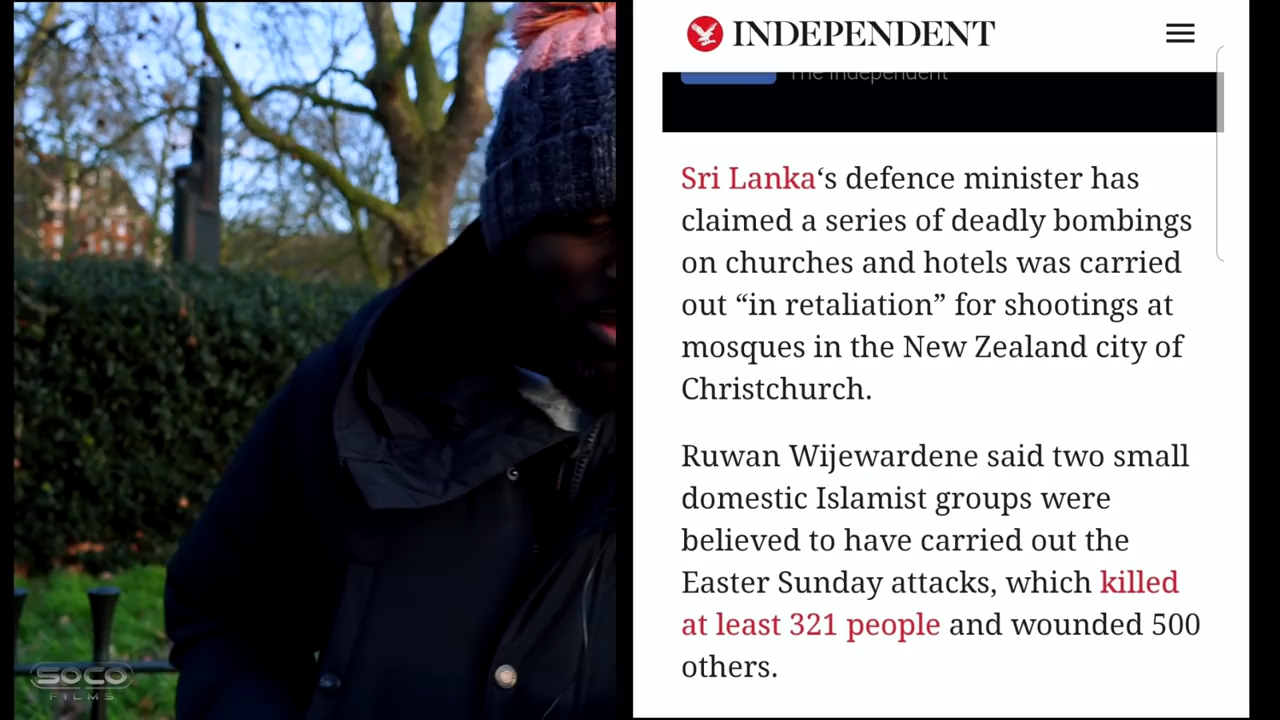 INDEPENDENT
The Independent
Sri Lanka‘s defence minister has
claimed a series of deadly bombings
on churches and hotels was carried
out “in retaliation” for shootings at
mosques in the New Zealand city of
Christchurch.
Ruwan Wijewardene said two small
domestic Islamist groups were
believed to have carried out the
Easter Sunday attacks, which killed
at least 321 people and wounded 500
others.
SOCO
FILMS